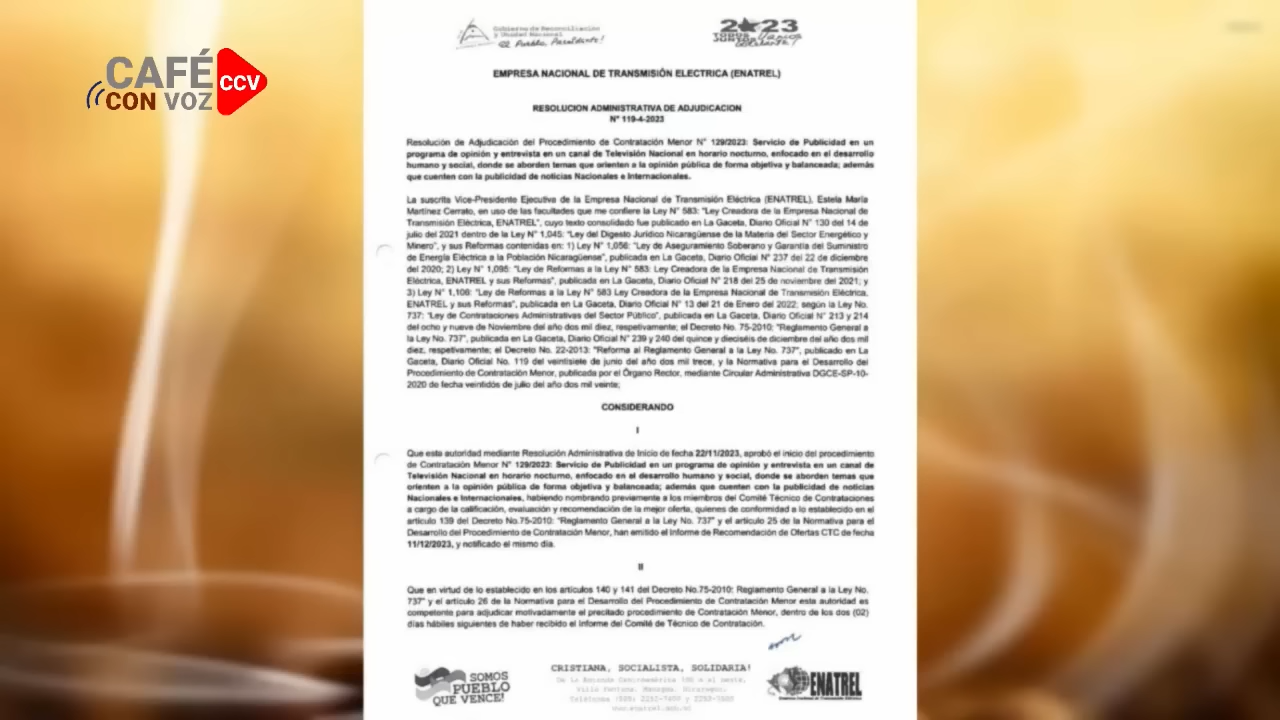 CAFÉ
CON VOZ
CCV
Gobierno de Reconciliación
y Unidad Nacional
El Pueblo, Presidente!
2023
TODOS
JUNTOS Vamos
adelante!
EMPRESA NACIONAL DE TRANSMISIÓN ELECTRICA (ENATREL)
RESOLUCION ADMINISTRATIVA DE ADJUDICACION
N° 119-4-2023
Resolución de Adjudicación del Procedimiento de Contratación Menor N° 129/2023: Servicio de Publicidad en un
programa de opinión y entrevista en un canal de Televisión Nacional en horario nocturno, enfocado en el desarrollo
humano y social, donde se aborden temas que orienten a la opinión pública de forma objetiva y balanceada; además
que cuenten con la publicidad de noticias Nacionales e Internacionales.
La suscrita Vice-Presidente Ejecutiva de la Empresa Nacional de Transmisión Eléctrica (ENATREL), Estela María
Martínez Cerrato, en uso de las facultades que me confiere la Ley N° 583: "Ley Creadora de la Empresa Nacional de
Transmisión Eléctrica, ENATREL", cuyo texto consolidado fue publicado en La Gaceta, Diario Oficial N° 130 del 14 de
julio del 2021 dentro de la Ley N° 1,045: "Ley del Digesto Jurídico Nicaragüense de la Materia del Sector Energético y
Minero", y sus Reformas contenidas en: 1) Ley N° 1,056: "Ley de Aseguramiento Soberano y Garantía del Suministro
de Energía Eléctrica a la Población Nicaragüense", publicada en La Gaceta, Diario Oficial N° 237 del 22 de diciembre
del 2020; 2) Ley N° 1,095: "Ley de Reformas a la Ley N° 583: Ley Creadora de la Empresa Nacional de Transmisión
Eléctrica, ENATREL y sus Reformas", publicada en La Gaceta, Diario Oficial N° 218 del 25 de noviembre del 2021; y
3) Ley N° 1,106: "Ley de Reformas a la Ley N° 583 Ley Creadora de la Empresa Nacional de Transmisión Eléctrica,
ENATREL y sus Reformas", publicada en La Gaceta, Diario Oficial N° 13 del 21 de Enero del 2022; según la Ley No.
737: "Ley de Contrataciones Administrativas del Sector Público", publicada en La Gaceta, Diario Oficial N° 213 y 214
del ocho y nueve de Noviembre del año dos mil diez, respetivamente; el Decreto No. 75-2010: "Reglamento General a
la Ley No. 737", publicada en La Gaceta, Diario Oficial N° 239 y 240 del quince y dieciséis de diciembre del año dos mil
diez, respetivamente; el Decreto No. 22-2013: "Reforma al Reglamento General a la Ley No. 737", publicado en La
Gaceta, Diario Oficial No. 119 del veintisiete de junio del año dos mil trece, y la Normativa para el Desarrollo del
Procedimiento de Contratación Menor, publicada por el Órgano Rector, mediante Circular Administrativa DGCE-SP-10-
2020 de fecha veintidós de julio del año dos mil veinte;
CONSIDERANDO
I
Que esta autoridad mediante Resolución Administrativa de Inicio de fecha 22/11/2023, aprobó el inicio del procedimiento
de Contratación Menor N° 129/2023: Servicio de Publicidad en un programa de opinión y entrevista en un canal de
Televisión Nacional en horario nocturno, enfocado en el desarrollo humano y social, donde se aborden temas que
orienten a la opinión pública de forma objetiva y balanceada; además que cuenten con la publicidad de noticias
Nacionales e Internacionales, habiendo nombrando previamente a los miembros del Comité Técnico de Contrataciones
a cargo de la calificación, evaluación y recomendación de la mejor oferta, quienes de conformidad a lo establecido en el
artículo 139 del Decreto No.75-2010: "Reglamento General a la Ley No. 737" y el artículo 25 de la Normativa para el
Desarrollo del Procedimiento de Contratación Menor, han emitido el Informe de Recomendación de Ofertas CTC de fecha
11/12/2023, y notificado el mismo día.
II
Que en virtud de lo establecido en los artículos 140 y 141 del Decreto No.75-2010: Reglamento General a la Ley No.
737" y el artículo 26 de la Normativa para el Desarrollo del Procedimiento de Contratación Menor esta autoridad es
competente para adjudicar motivadamente el precitado procedimiento de Contratación Menor, dentro de los dos (02)
días hábiles siguientes de haber recibido el Informe del Comité de Técnico de Contratación.
SOMOS
PUEBLO
QUE VENCE!
CRISTIANA, SOCIALISTA, SOLIDARIA!
De La Rotonda Centroamérica
Villa Fontana, Managua, Nicaragua.
www.enatrel.gob.ni
ENATREL